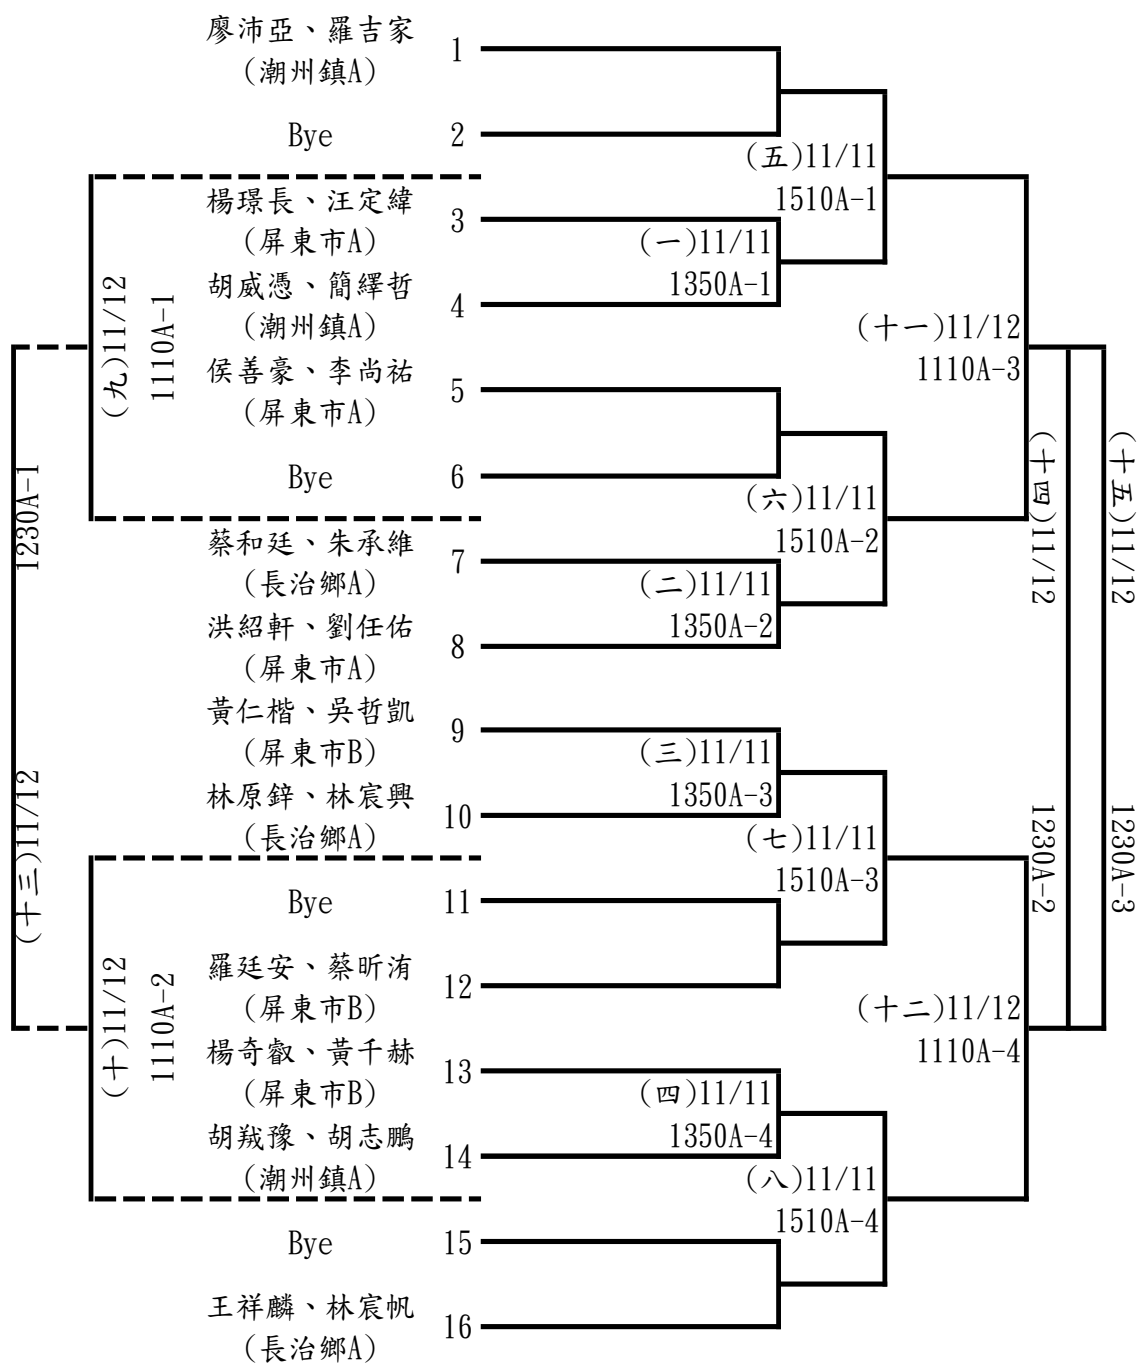 廖沛亞、羅吉家
(潮州鎮A)
1
Bye
2
(五)11/11
1510A-1
楊璟長、汪定緯
(屏東市A)
3
(一)11/11
1350A-1
胡威憑、簡繹哲
(潮州鎮A)
4
(九)11/12
1110A-1
(十一)11/12
1110A-3
侯善豪、李尚祐
(屏東市A)
5
Bye
6
(六)11/11
1510A-2
蔡和廷、朱承維
(長治鄉A)
7
(二)11/11
1350A-2
洪紹軒、劉任佑
(屏東市A)
8
(十三)11/12
1230A-1
(十四)11/12
1230A-2
(十五)11/12
1230A-3
黃仁楷、吳哲凱
(屏東市B)
9
(三)11/11
1350A-3
林原鋅、林宸興
(長治鄉A)
10
(七)11/11
1510A-3
Bye
11
羅廷安、蔡昕洧
(屏東市B)
12
(十)11/12
1110A-2
(十二)11/12
1110A-4
楊奇叡、黃千赫
(屏東市B)
13
(四)11/11
1350A-4
胡羢豫、胡志鵬
(潮州鎮A)
14
(八)11/11
1510A-4
Bye
15
王祥麟、林宸帆
(長治鄉A)
16